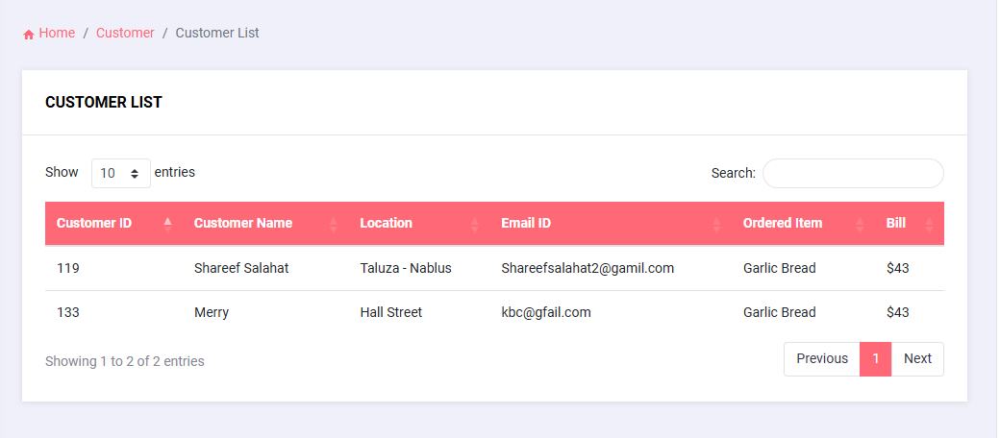 Home / Customer / Customer List
CUSTOMER LIST
Show 10 entries Search:
Customer ID Customer Name Location Email ID Ordered Item Bill
119 Shareef Salahat Taluza - Nablus Shareefsalahat2@gamil.com Garlic Bread $43
133 Merry Hall Street kbc@gfail.com Garlic Bread $43
Showing 1 to 2 of 2 entries Previous 1 Next